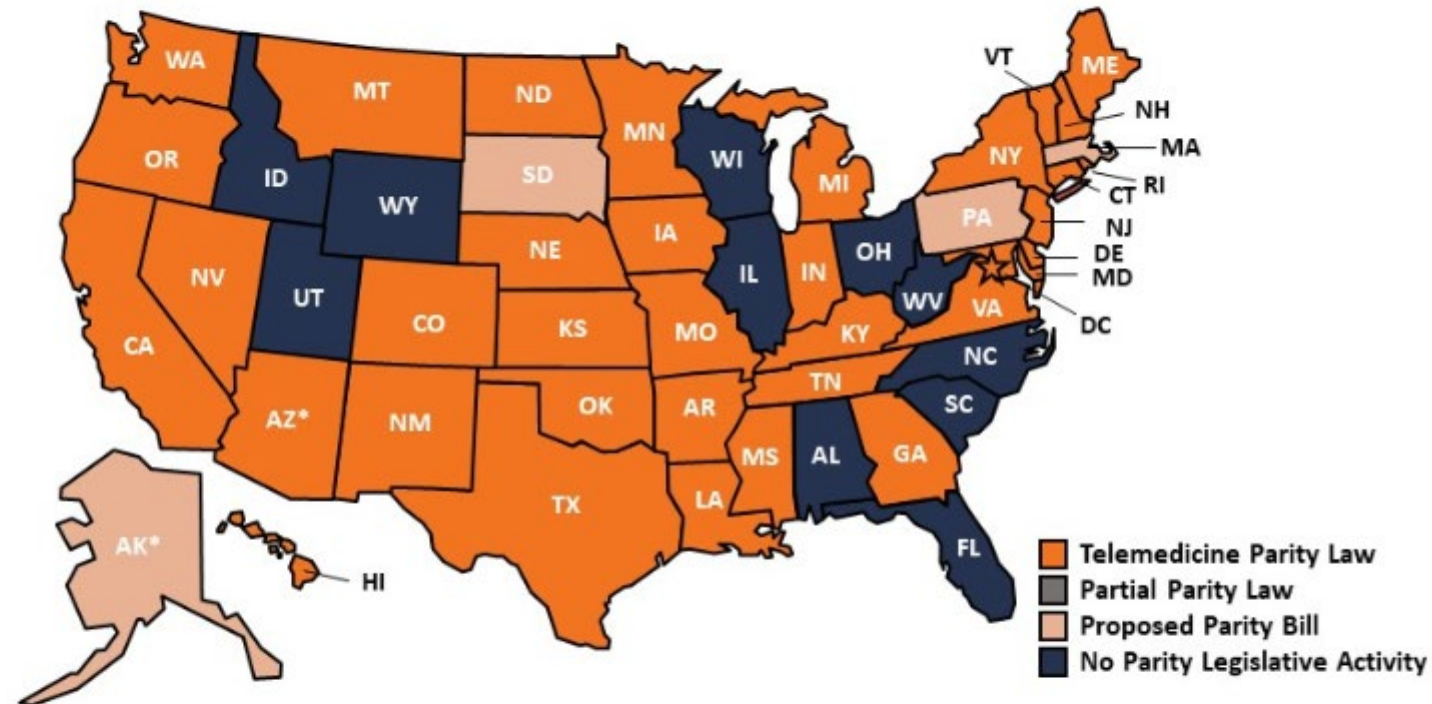 WA
MT
ND
MN
VT
ME
NH
OR
ID
WY
SD
WI
MI
NY
MA
RI
CT
NJ
PA
NV
UT
CO
NE
IA
IL
IN
OH
WV
VA
DE
MD
DC
CA
KS
MO
KY
NC
AZ*
NM
OK
AR
TN
SC
TX
LA
MS
AL
GA
FL
AK*
HI
Telemedicine Parity Law
Partial Parity Law
Proposed Parity Bill
No Parity Legislative Activity